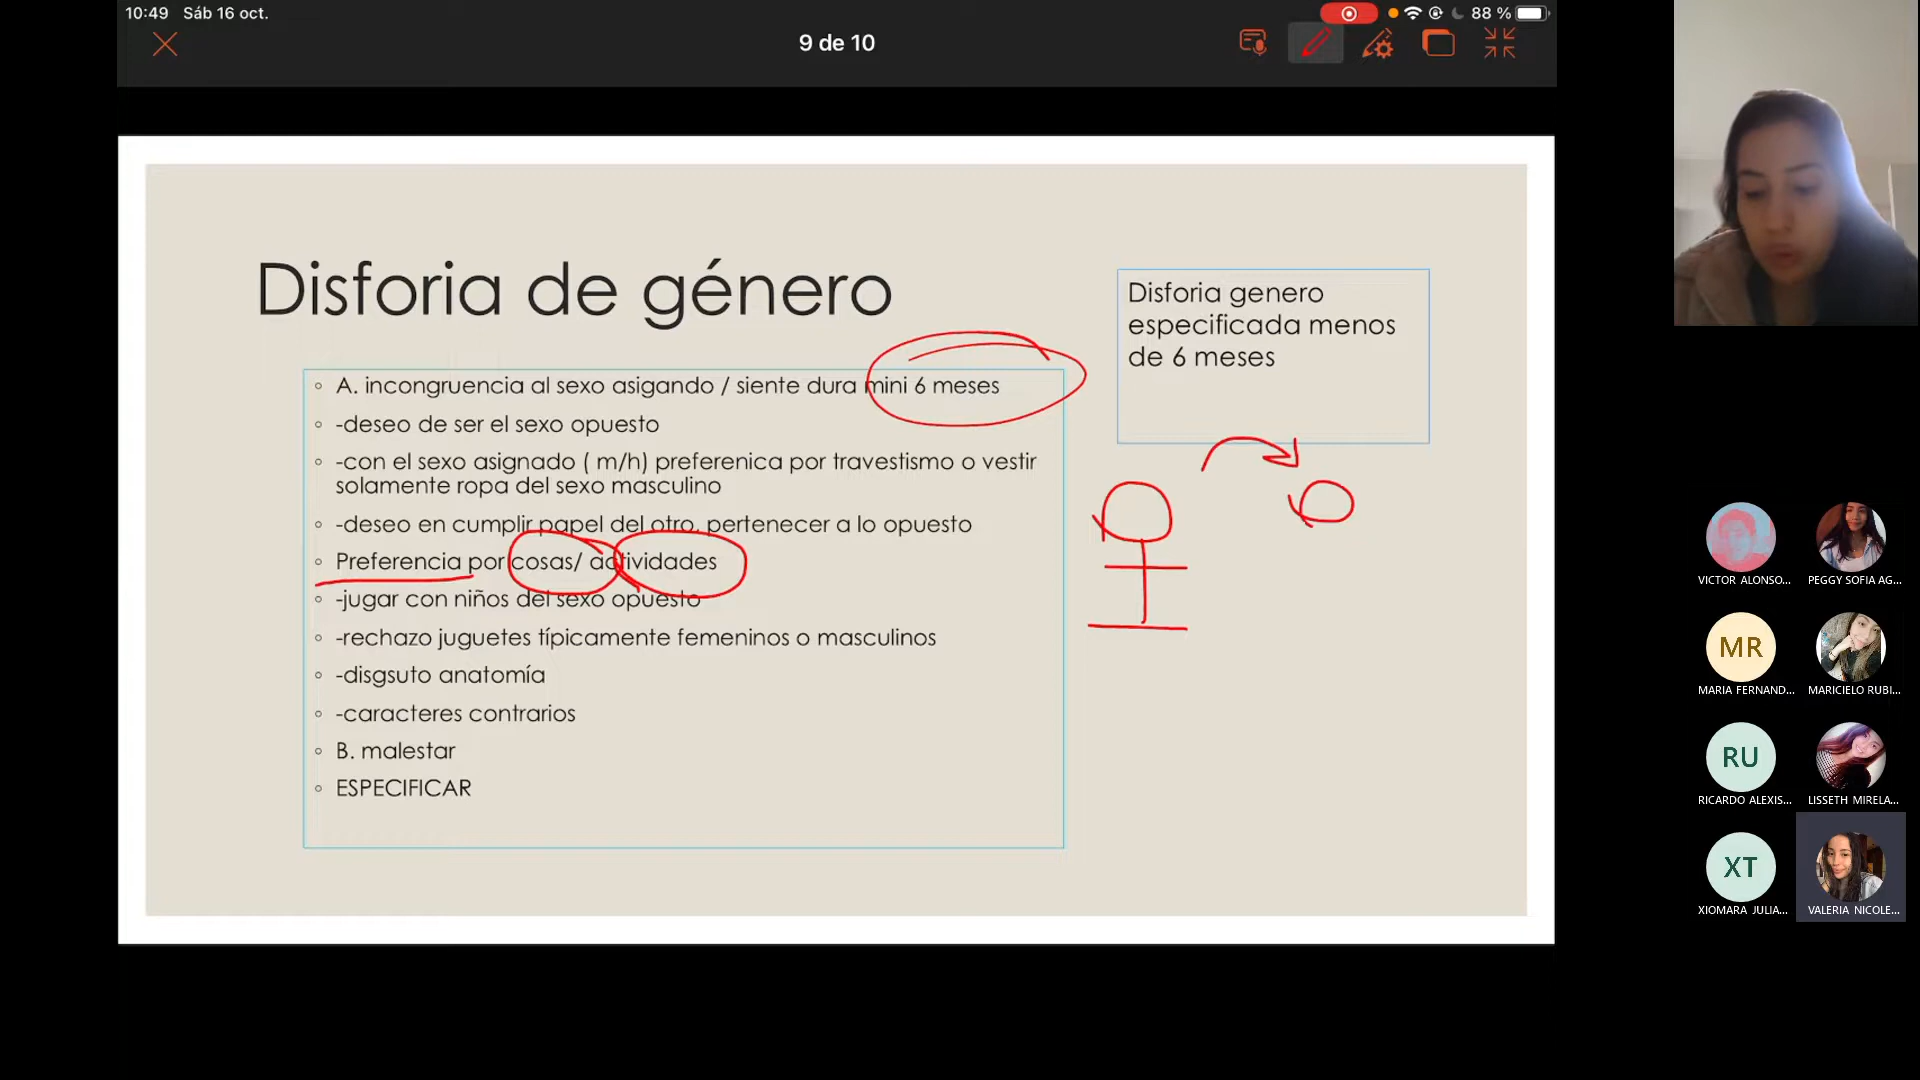 10:49 Sáb 16 oct.
88 %
9 de 10
Disforia de género
Disforia genero
especificada menos
de 6 meses
◦ A. incongruencia al sexo asigando / siente dura mini 6 meses
◦ -deseo de ser el sexo opuesto
◦ -con el sexo asignado ( m/h) preferenica por travestismo o vestir
solamente ropa del sexo masculino
◦ -deseo en cumplir papel del otro, pertenecer a lo opuesto
◦ Preferencia por cosas/ actividades
◦ -jugar con niños del sexo opuesto
◦ -rechazo juguetes típicamente femeninos o masculinos
◦ -disgsuto anatomía
◦ -caracteres contrarios
◦ B. malestar
◦ ESPECIFICAR
VICTOR ALONSO...
PEGGY SOFIA AG...
MR
MARIA FERNAND...
MARICIELO RUBI...
RU
RICARDO ALEXIS...
LISSETH MIRELA...
XT
XIOMARA JULIA...
VALERIA NICOLE...